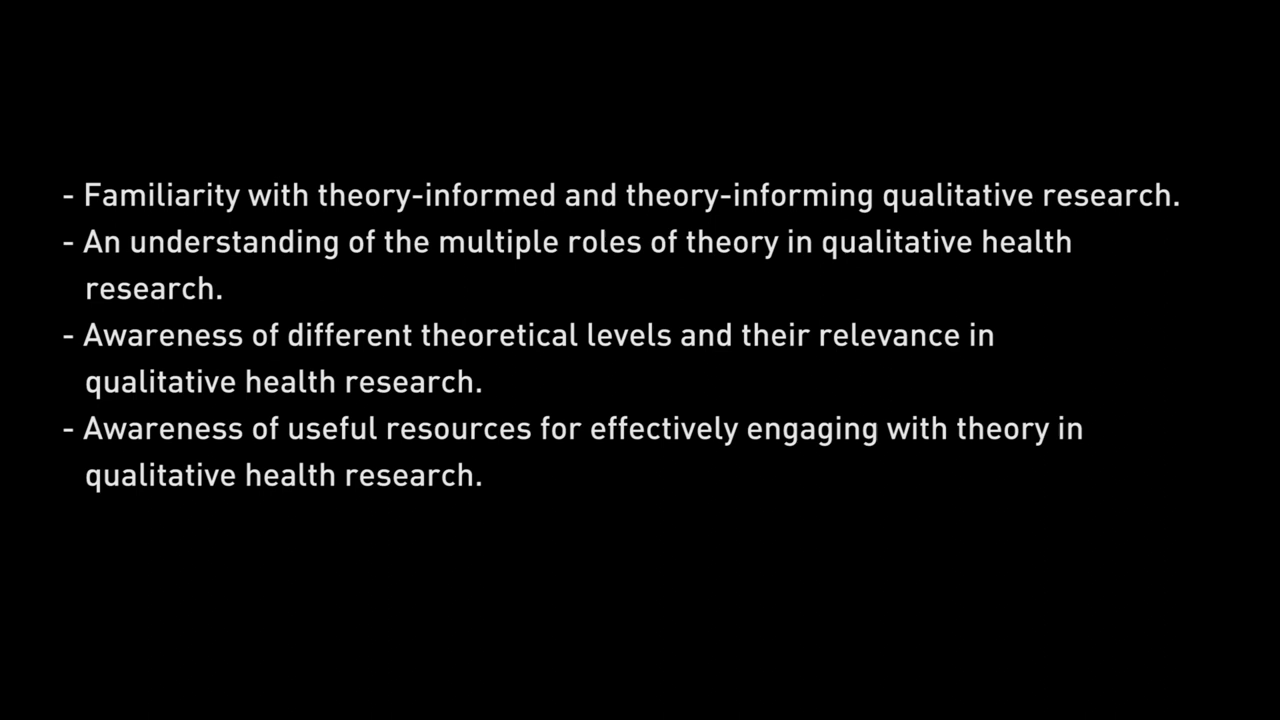 - Familiarity with theory-informed and theory-informing qualitative research.
- An understanding of the multiple roles of theory in qualitative health
research.
- Awareness of different theoretical levels and their relevance in
qualitative health research.
- Awareness of useful resources for effectively engaging with theory in
qualitative health research.